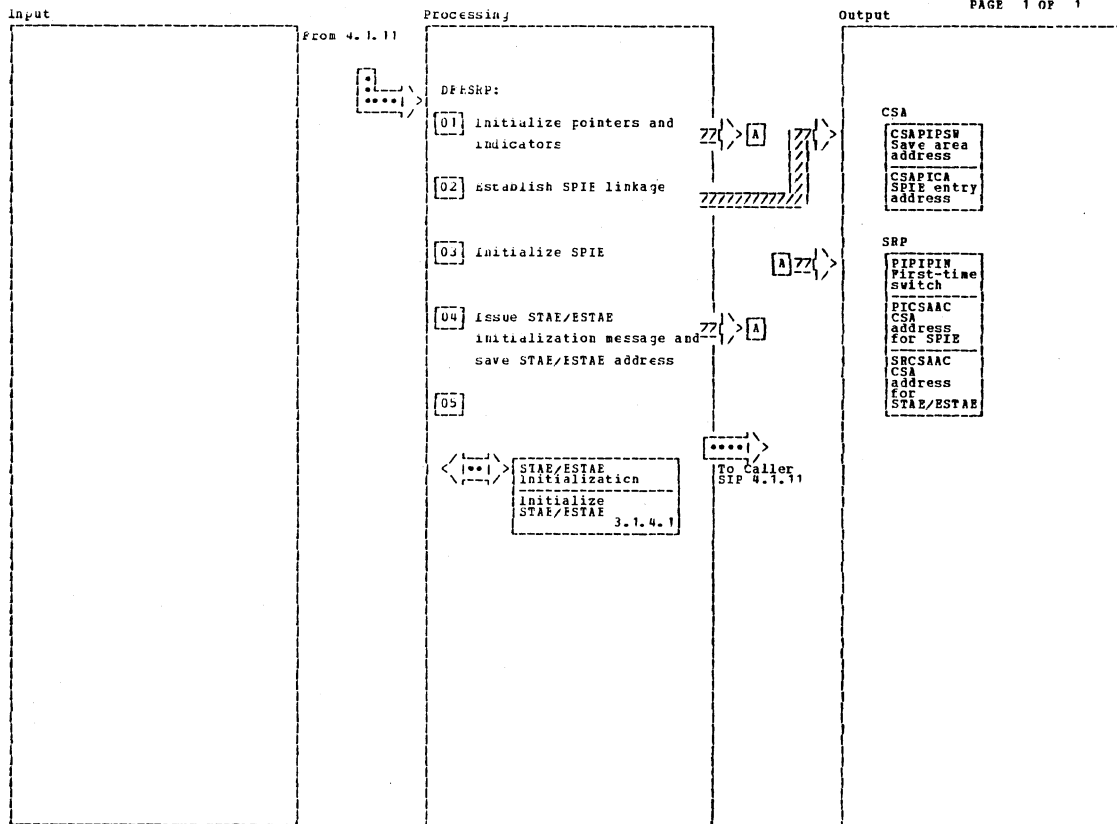 PAGE 1 OF 1
Input
Processing
Output
From 4.1.11
DFHSRP:
01 Initialize pointers and
indicators
A
02 Establish SPIE linkage
03 Initialize SPIE
A
04 Issue STAE/ESTAE
initialization message and
save STAE/ESTAE address
A
05
STAE/ESTAE
Initialization
Initialize
STAE/ESTAE
3.1.4.1
To Caller
SIP 4.1.11
CSA
CSAPIPSW
Save area
address
CSAPICA
SPIE entry
address
SRP
PIPIPIN
First-time
switch
PICSAAC
CSA
address
for SPIE
SRCSAAC
CSA
address
for
STAE/ESTAE